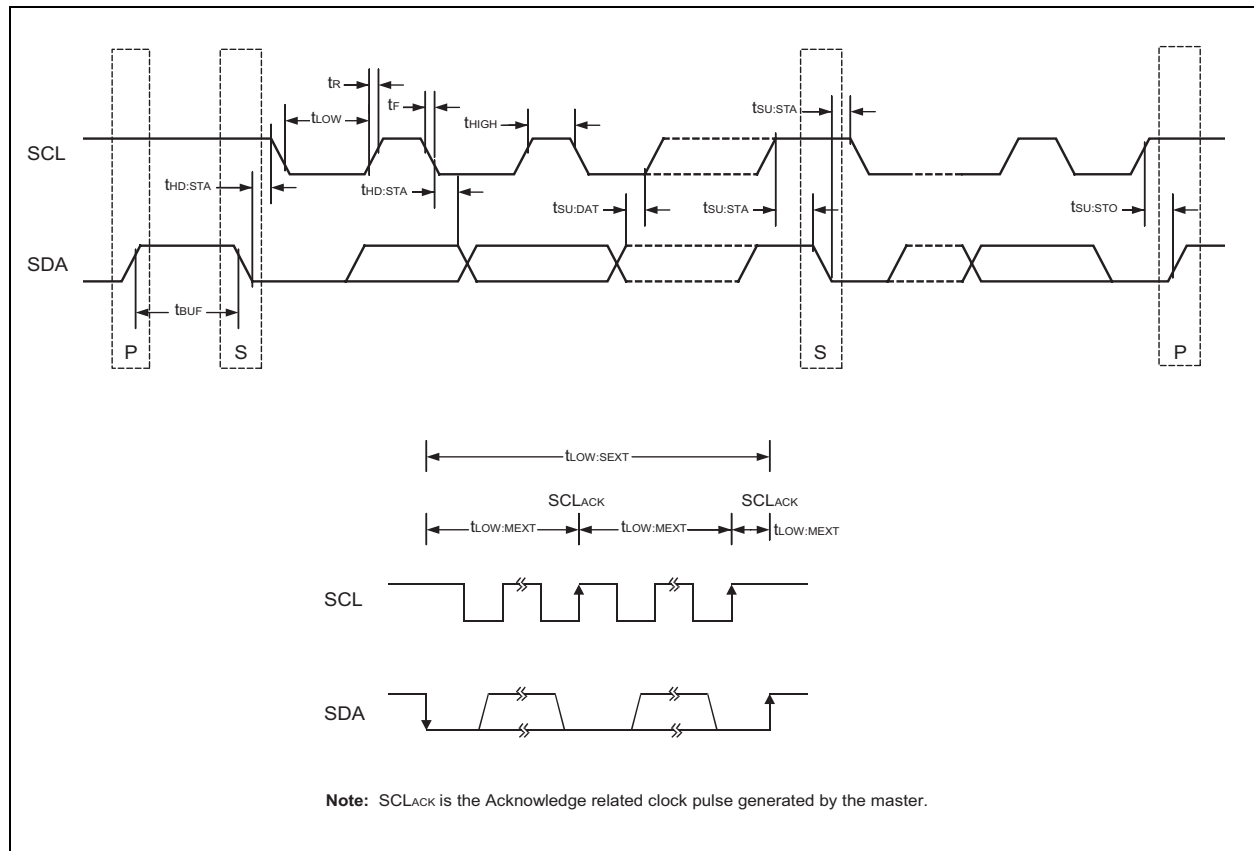 tR
tF
tLOW
tHIGH
tSU:STA
SCL
tHD:STA
tHD:STA
tSU:DAT
tSU:STA
tSU:STO
SDA
tBUF
P
S
S
P
tLOW:SEXT
SCLACK
SCLACK
tLOW:MEXT
tLOW:MEXT
tLOW:MEXT
SCL
SDA
Note: SCLACK is the Acknowledge related clock pulse generated by the master.